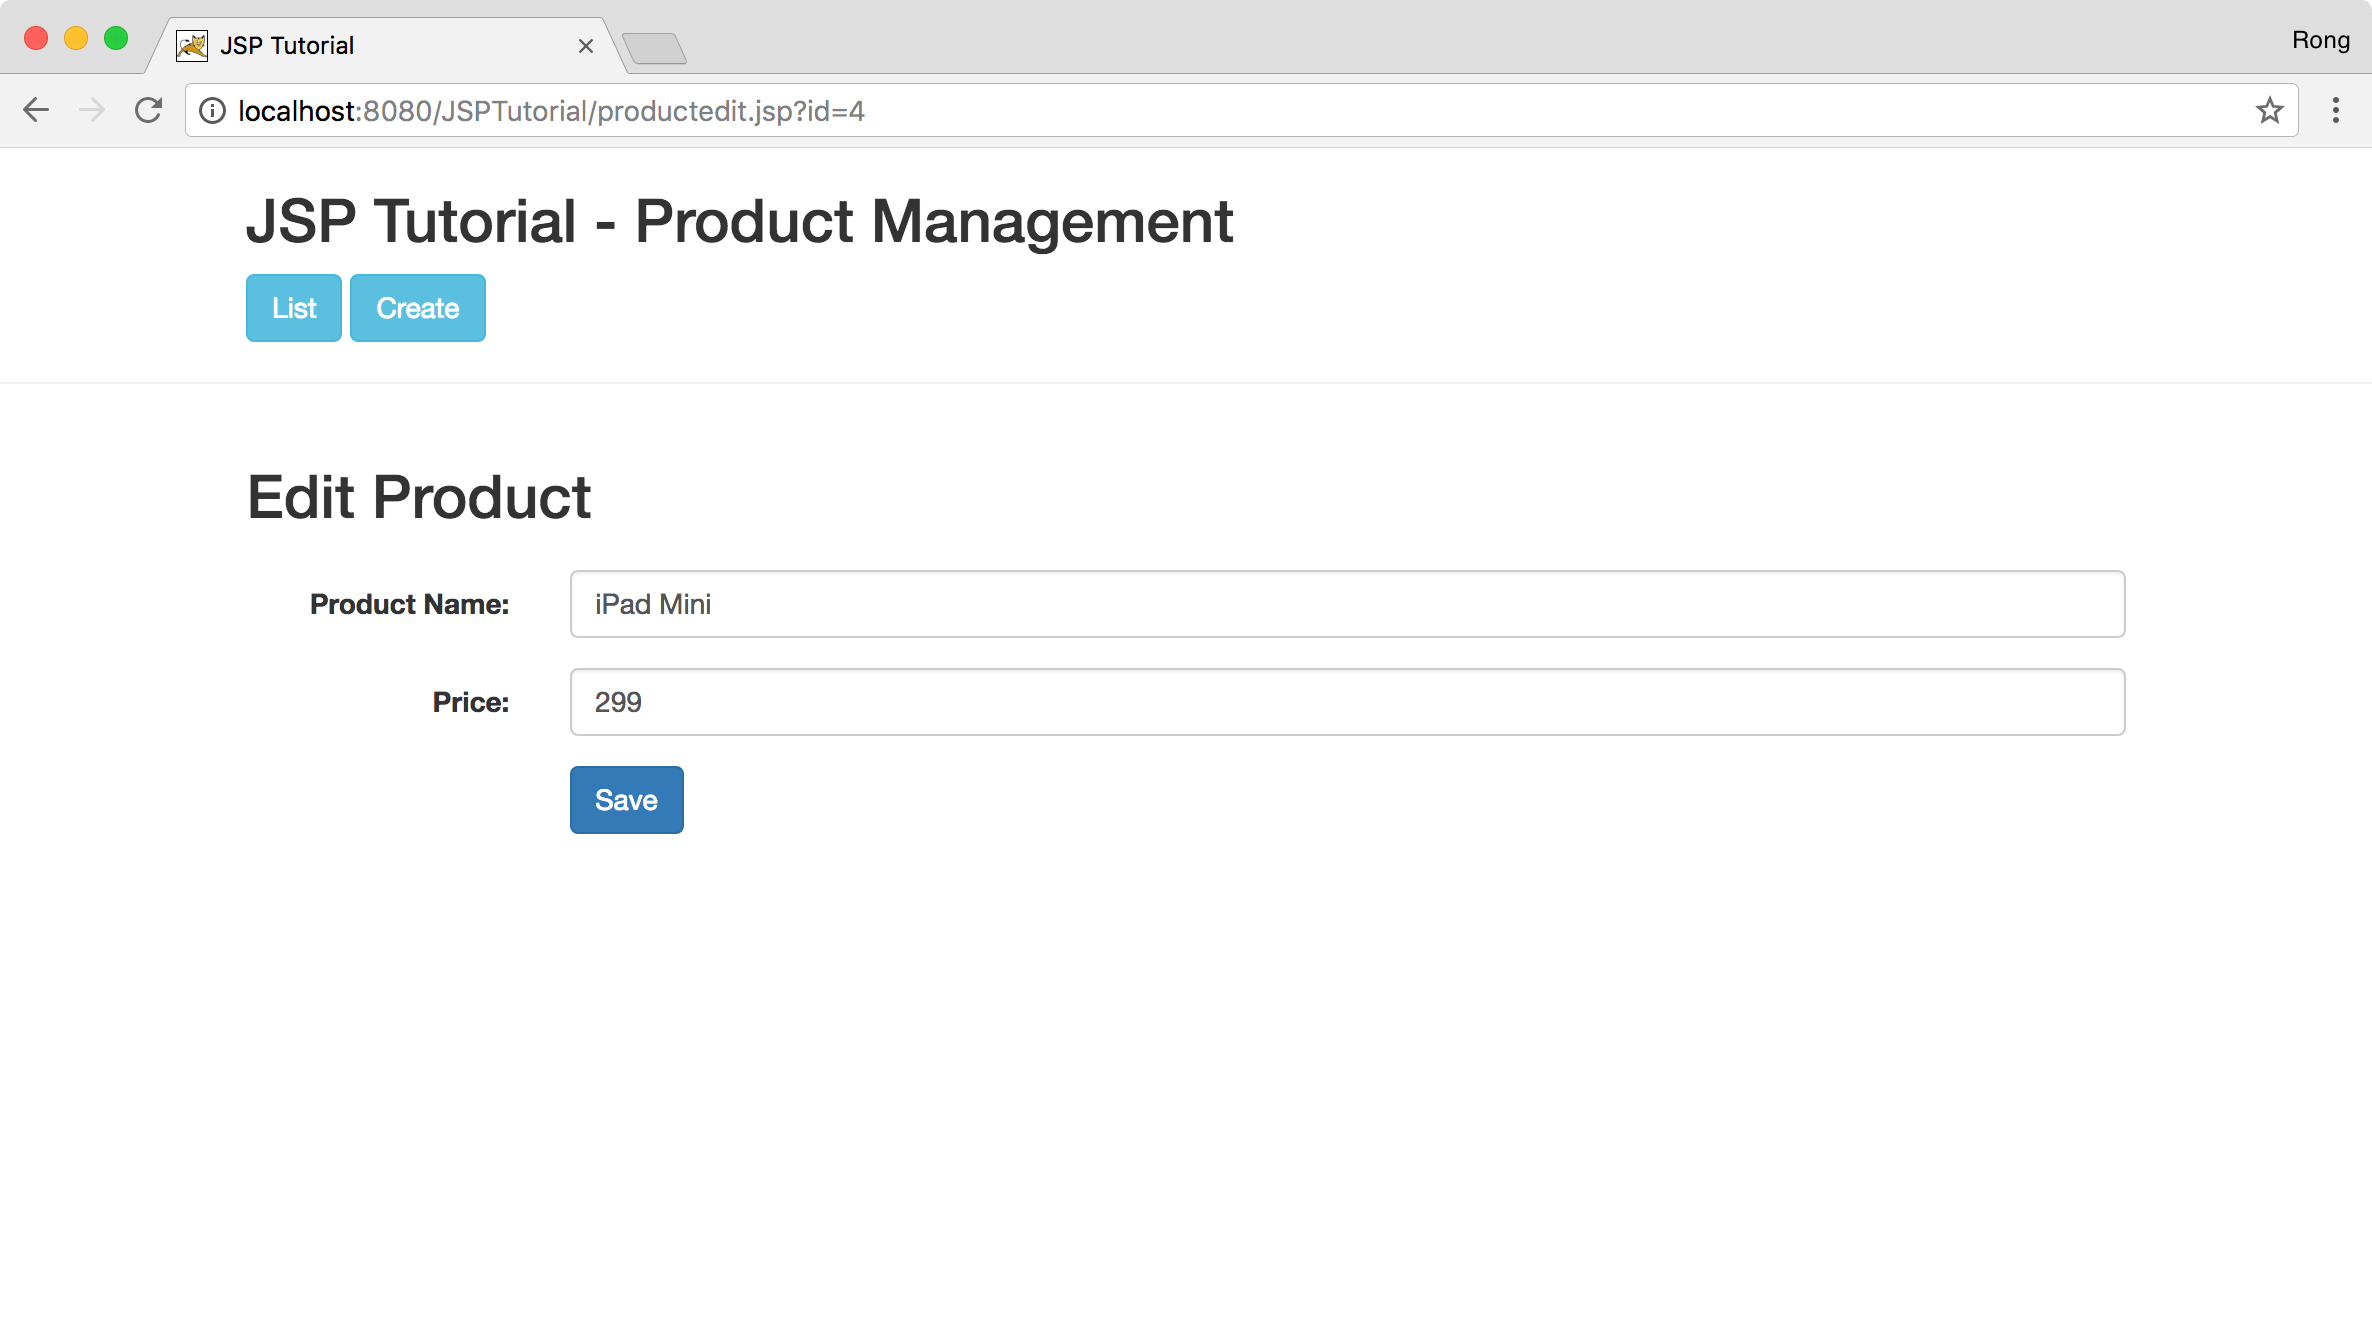 JSP Tutorial
Rong
localhost:8080/JSPTutorial/productedit.jsp?id=4
JSP Tutorial - Product Management
List Create
Edit Product
Product Name: iPad Mini
Price: 299
Save